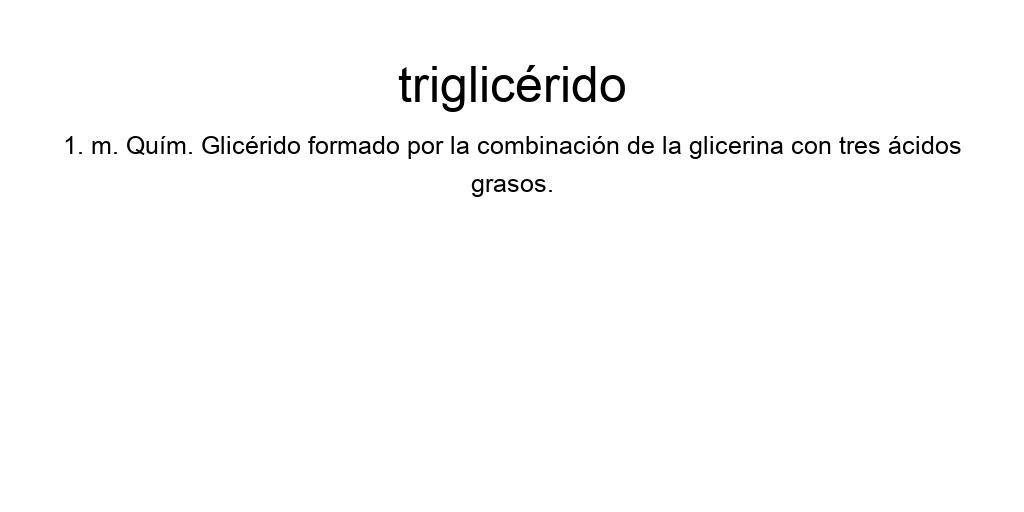 triglicérido
1. m. Quím. Glicérido formado por la combinación de la glicerina con tres ácidos
grasos.